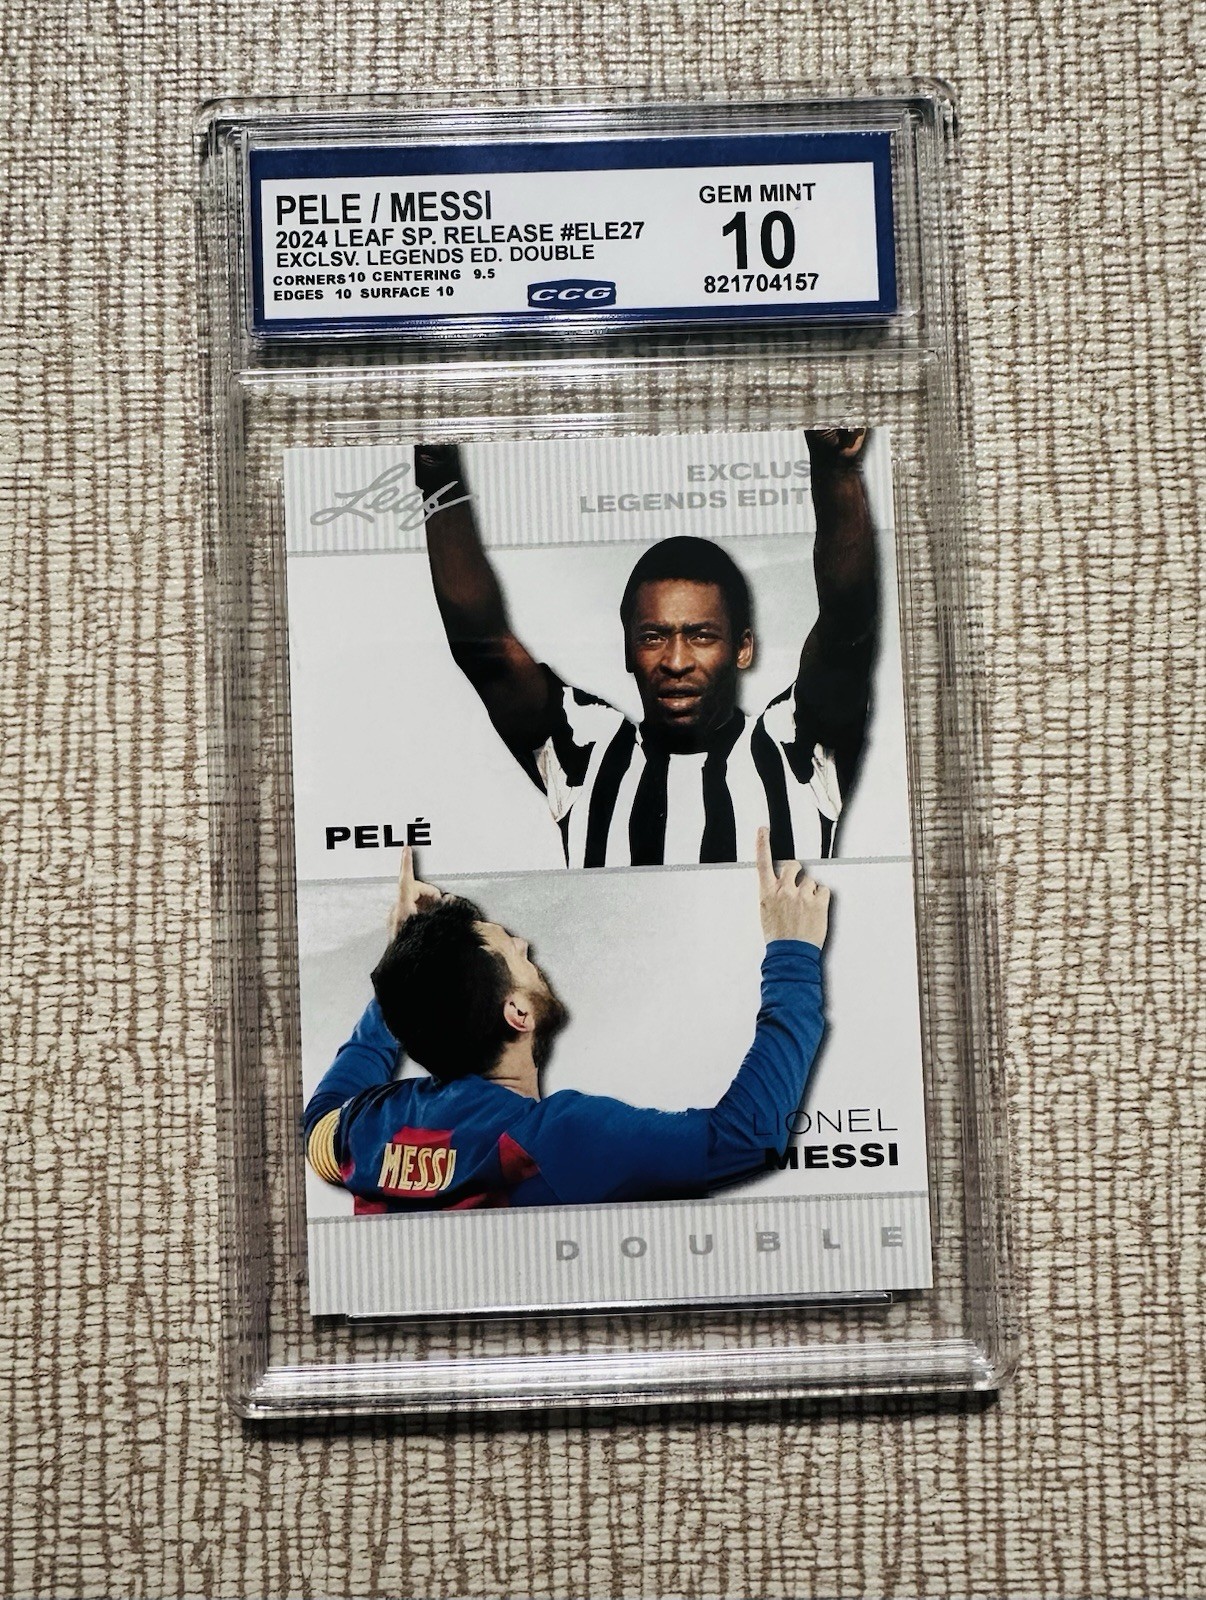 PELE / MESSI
2024 LEAF SP. RELEASE #ELE27
EXCLSV. LEGENDS ED. DOUBLE
CORNERS 10 CENTERING 9.5
EDGES 10 SURFACE 10
CCG
GEM MINT
10
821704157
Leaf
EXCLUS
LEGENDS EDIT
PELÉ
MESSI
LIONEL
MESSI
DOUBLE